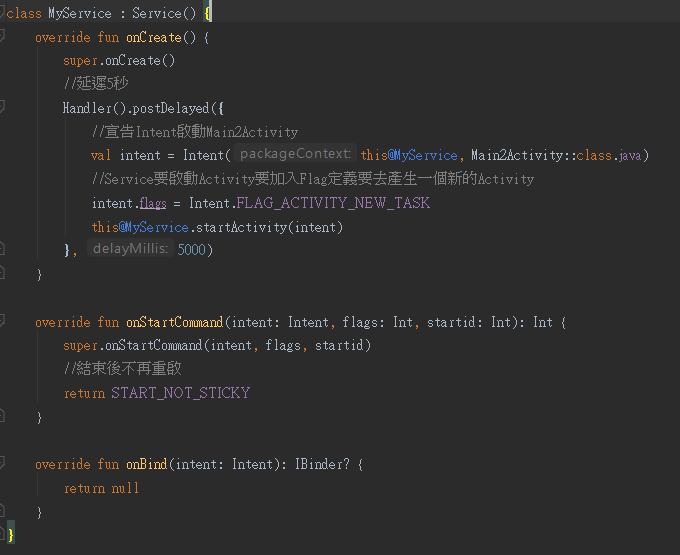 class MyService : Service() {
override fun onCreate() {
super.onCreate()
//延遲5秒
Handler().postDelayed({
//宣告Intent啟動Main2Activity
val intent = Intent( packageContext: this@MyService, Main2Activity::class.java)
//Service要啟動Activity要加入Flag定義要去產生一個新的Activity
intent.flags = Intent.FLAG_ACTIVITY_NEW_TASK
this@MyService.startActivity(intent)
}, delayMillis: 5000)
}
override fun onStartCommand(intent: Intent, flags: Int, startid: Int): Int {
super.onStartCommand(intent, flags, startid)
//結束後不再重啟
return START_NOT_STICKY
}
override fun onBind(intent: Intent): IBinder? {
return null
}
}